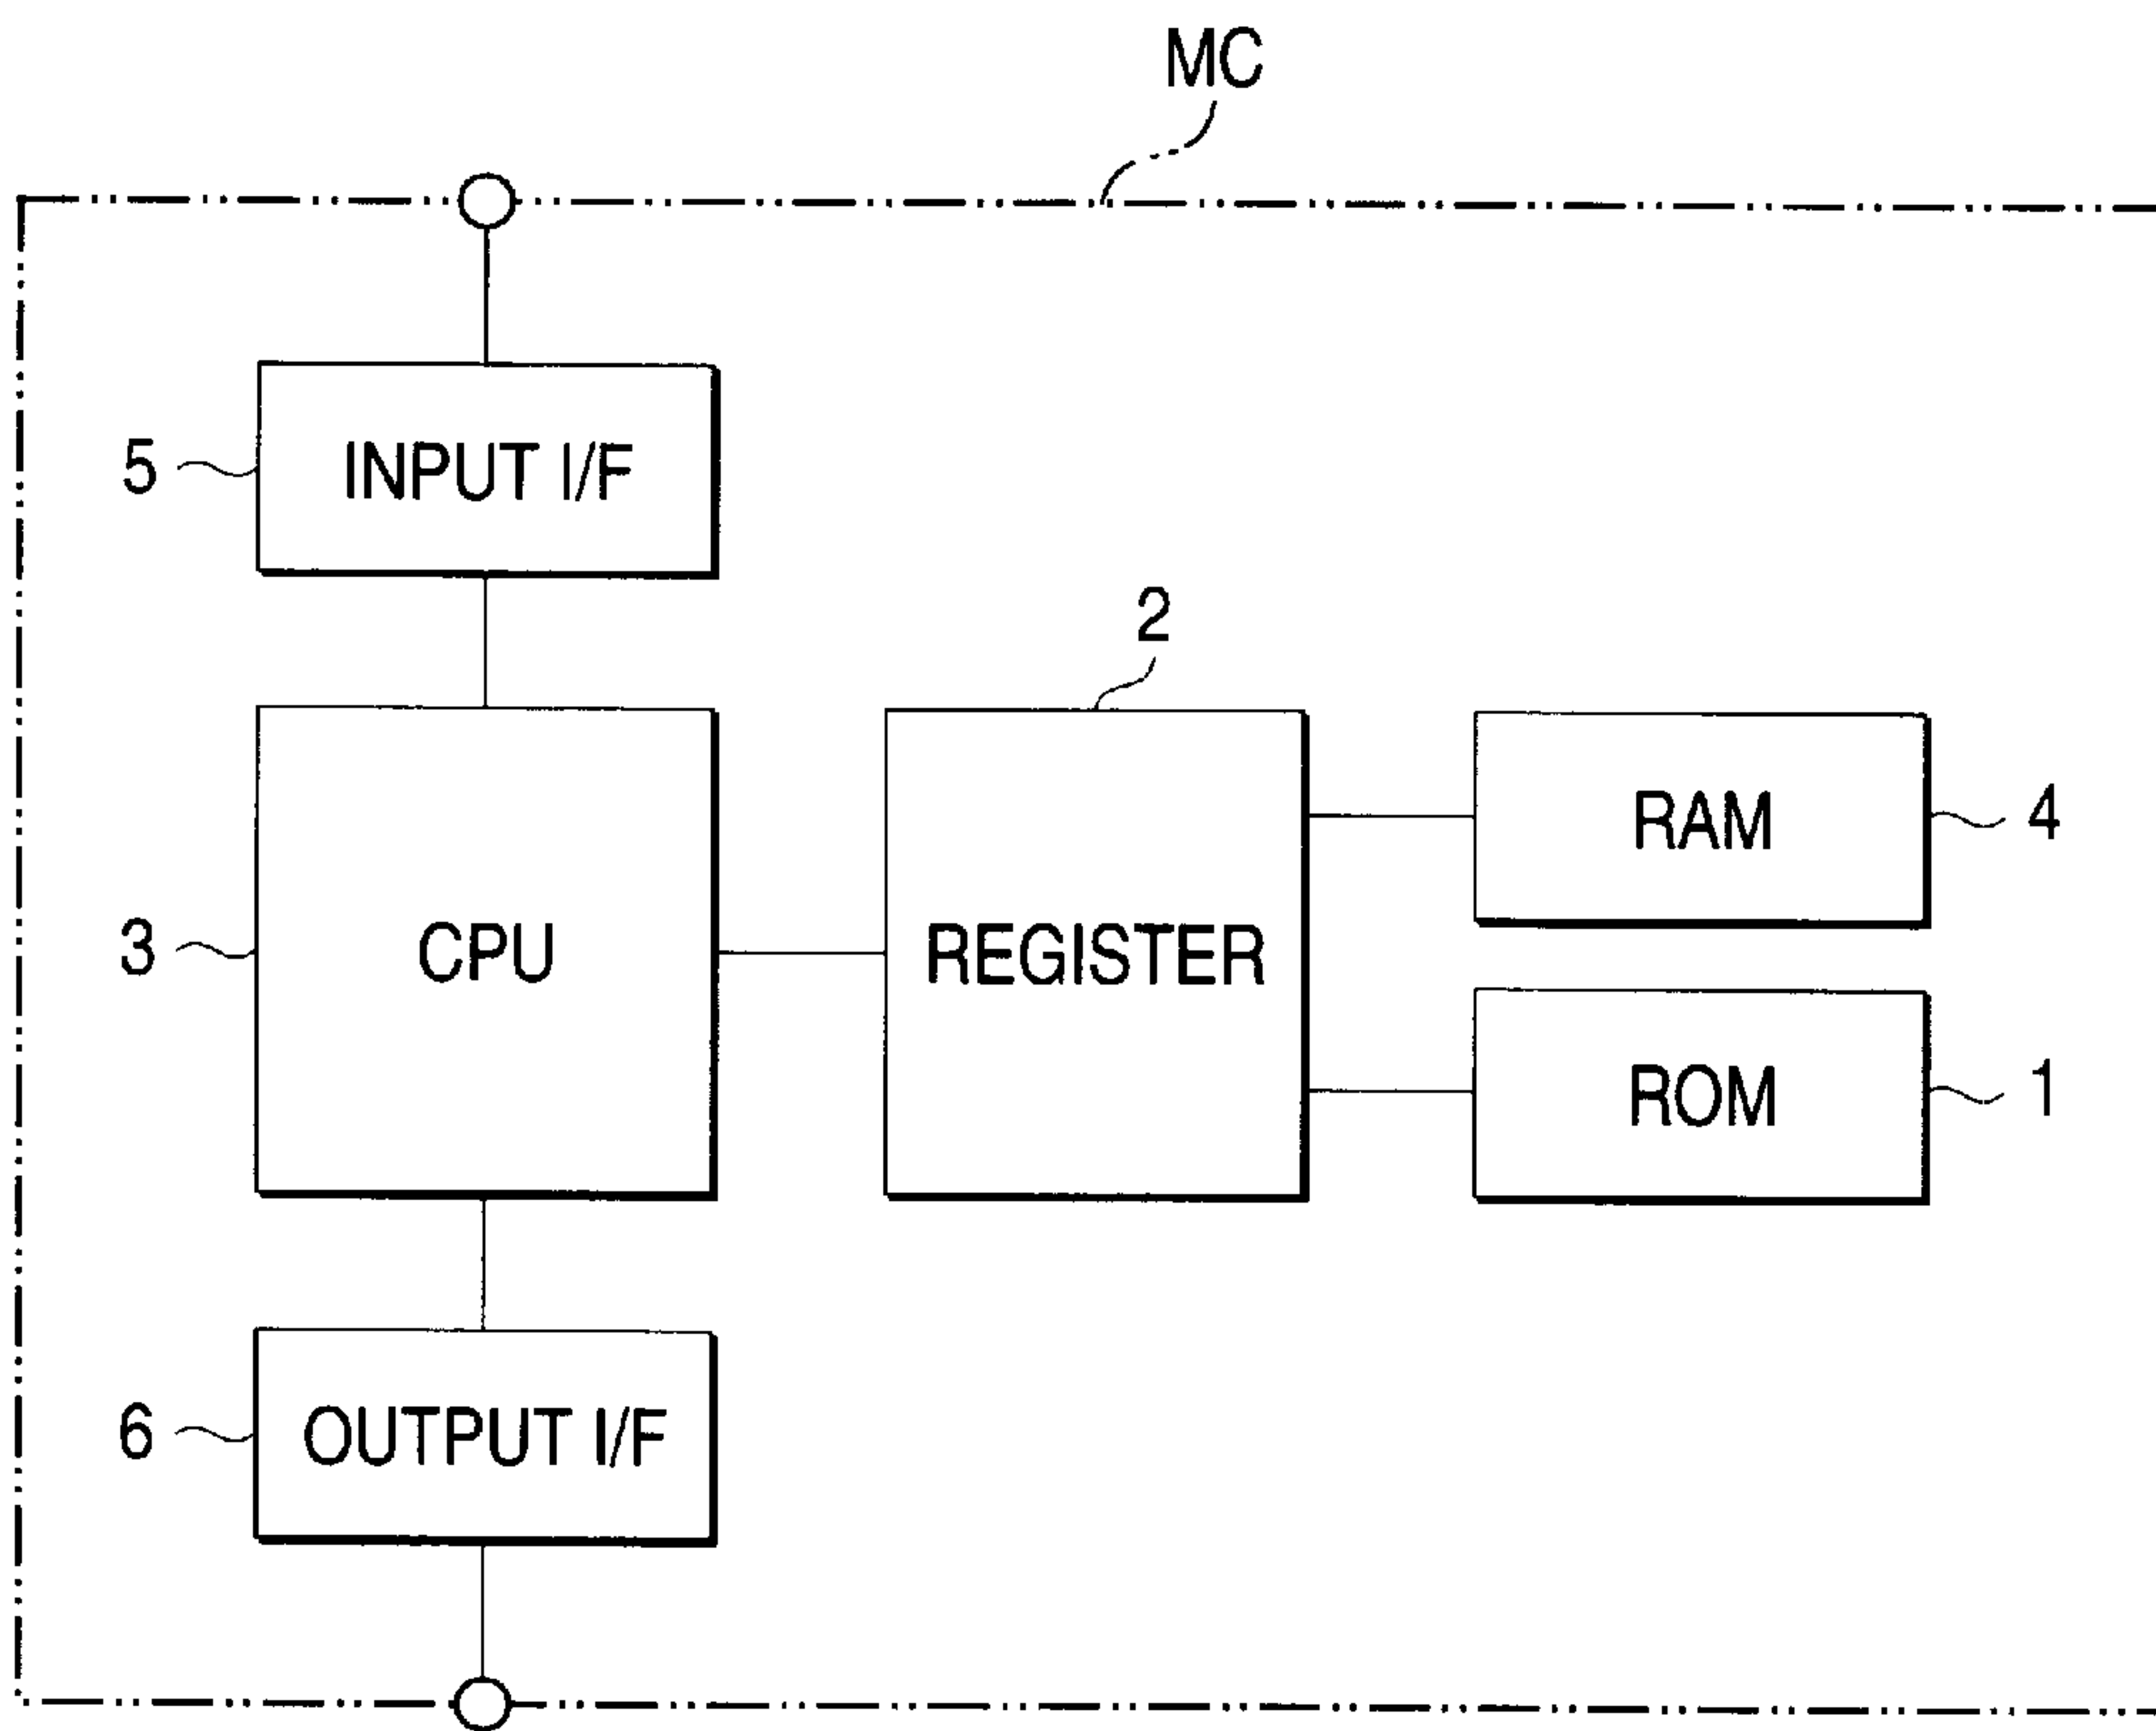 MC
5
INPUT I/F
2
3
CPU
REGISTER
RAM
4
ROM
1
6
OUTPUT I/F